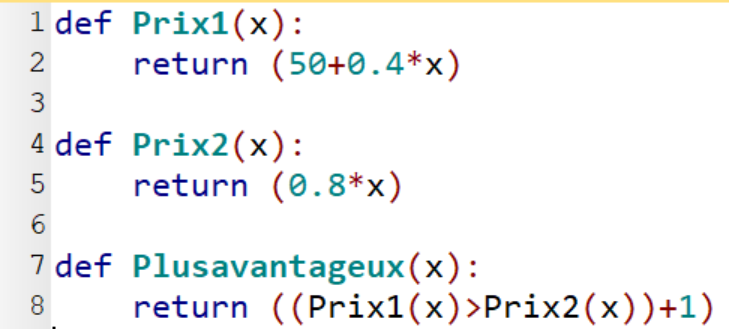 1 def Prix1(x):
2     return (50+0.4*x)
3
4 def Prix2(x):
5     return (0.8*x)
6
7 def Plusavantageux(x):
8     return ((Prix1(x)>Prix2(x))+1)